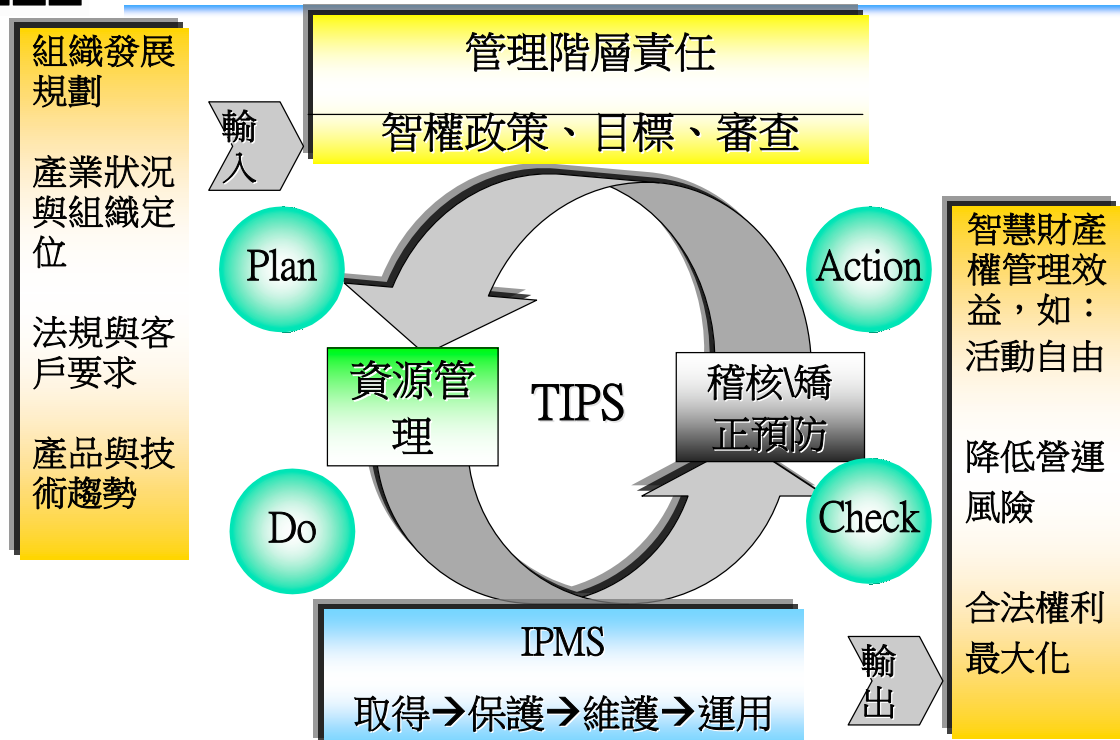 組織發展
規劃
產業狀況
與組織定
位
法規與客
戶要求
產品與技
術趨勢
輸
入
管理階層責任
智權政策、目標、審查
Plan
Action
資源管
理
TIPS
稽核\矯
正預防
Do
Check
IPMS
取得→保護→維護→運用
輸
出
智慧財產
權管理效
益，如：
活動自由
降低營運
風險
合法權利
最大化